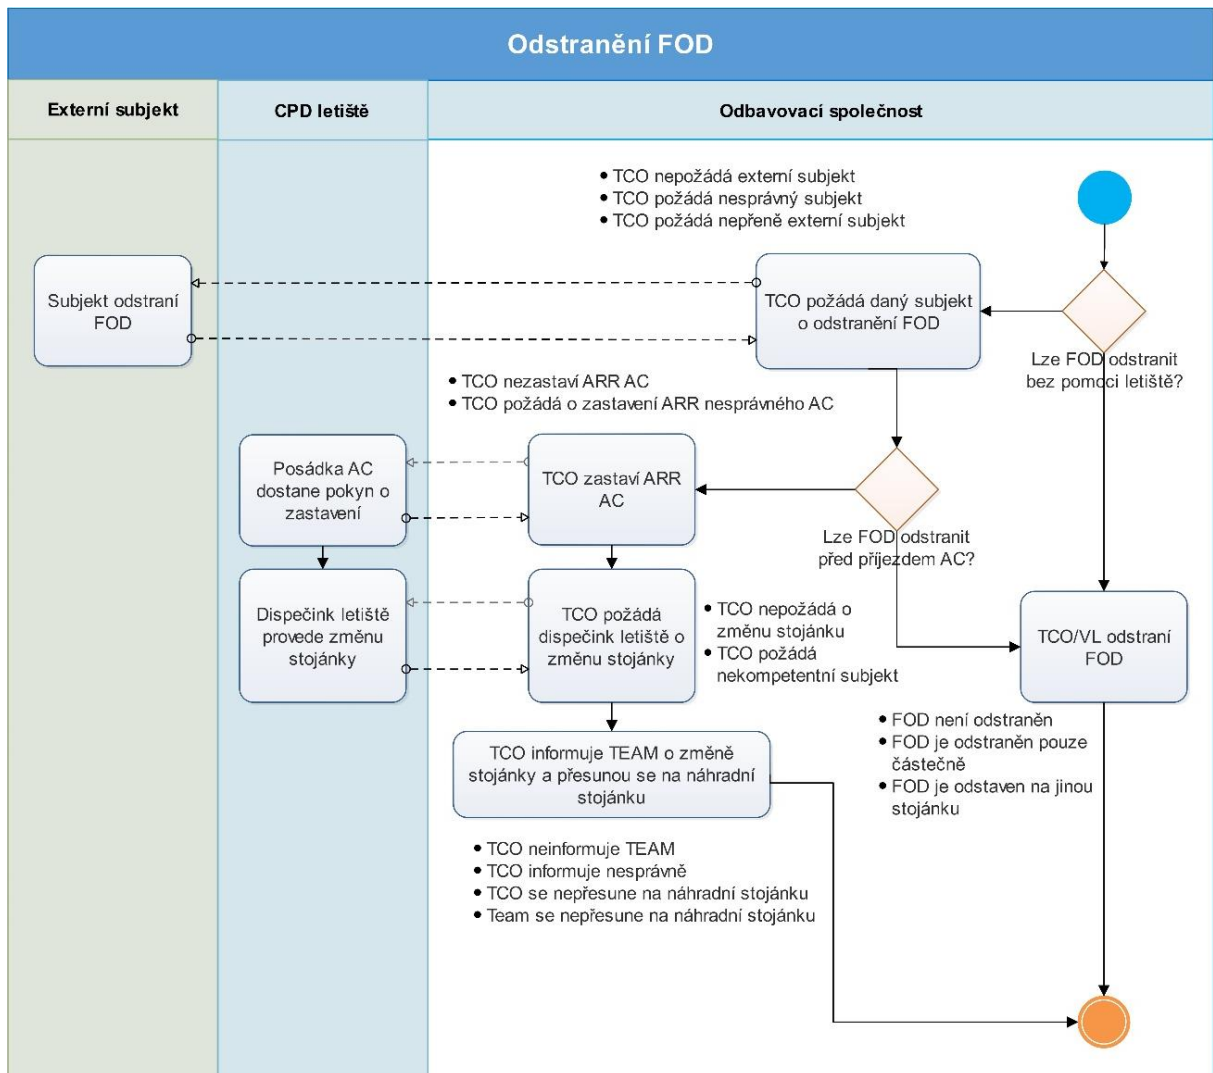 Odstranění FOD
Externí subjekt
CPD letiště
Odbavovací společnost
• TCO nepožádá externí subjekt
• TCO požádá nesprávný subjekt
• TCO požádá nepřeně externí subjekt
Subjekt odstraní
FOD
TCO požádá daný subjekt
o odstranění FOD
Lze FOD odstranit
bez pomoci letiště?
• TCO nezastaví ARR AC
• TCO požádá o zastavení ARR nesprávného AC
Posádka AC
dostane pokyn o
zastavení
TCO zastaví ARR
AC
Lze FOD odstranit
před příjezdem AC?
Dispečink letiště
provede změnu
stojánky
TCO požádá
dispečink letiště o
změnu stojánky
• TCO nepožádá o
změnu stojánku
• TCO požádá
nekompetentní subjekt
TCO/VL odstraní
FOD
• FOD není odstraněn
• FOD je odstraněn pouze
částečně
• FOD je odstaven na jinou
stojánku
TCO informuje TEAM o změně
stojánky a přesunou se na náhradní
stojánku
• TCO neinformuje TEAM
• TCO informuje nesprávně
• TCO se nepřesune na náhradní stojánku
• Team se nepřesune na náhradní stojánku